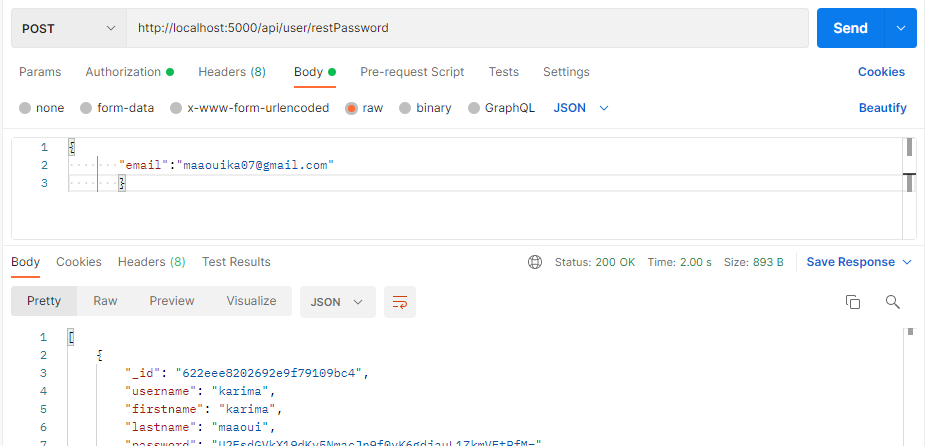 POST http://localhost:5000/api/user/restPassword Send
Params Authorization Headers (8) Body Pre-request Script Tests Settings Cookies
none form-data x-www-form-urlencoded raw binary GraphQL JSON Beautify
1 {
2 "email":"maaouika07@gmail.com"
3 }
Body Cookies Headers (8) Test Results Status: 200 OK Time: 2.00 s Size: 893 B Save Response
Pretty Raw Preview Visualize JSON
1 [
2 {
3 "_id": "622eee8202692e9f79109bc4",
4 "username": "karima",
5 "firstname": "karima",
6 "lastname": "maaoui",
7 "password":